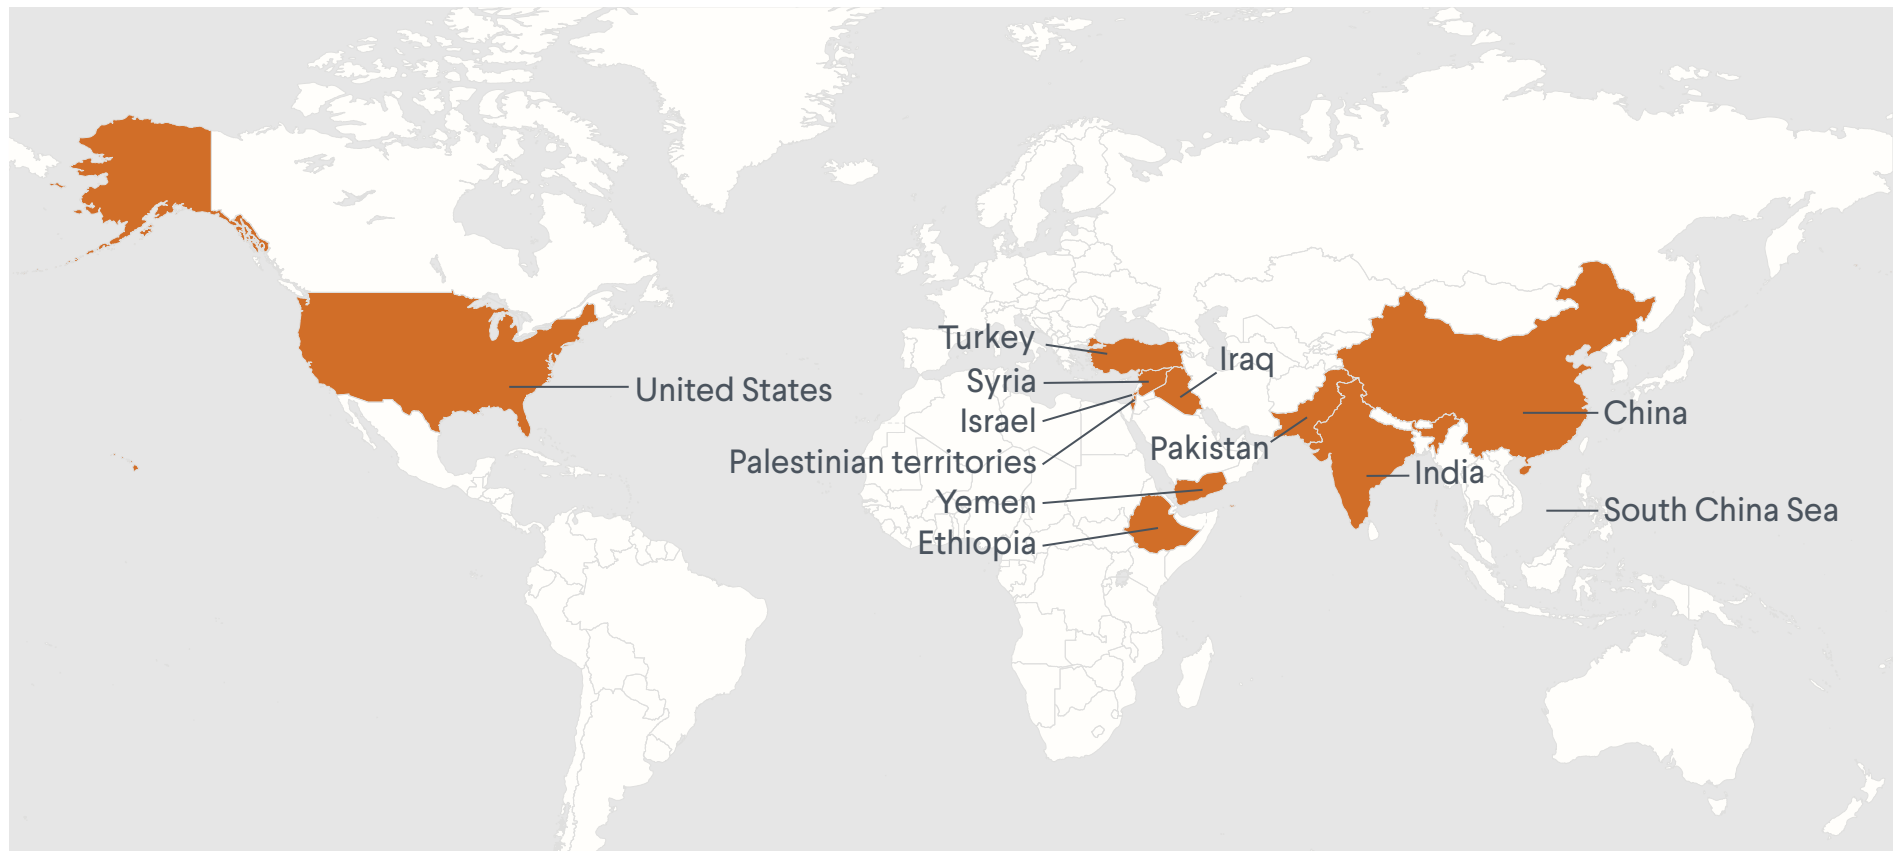 Turkey
Iraq
Syria
United States
Israel
China
Pakistan
Palestinian territories
India
Yemen
South China Sea
Ethiopia